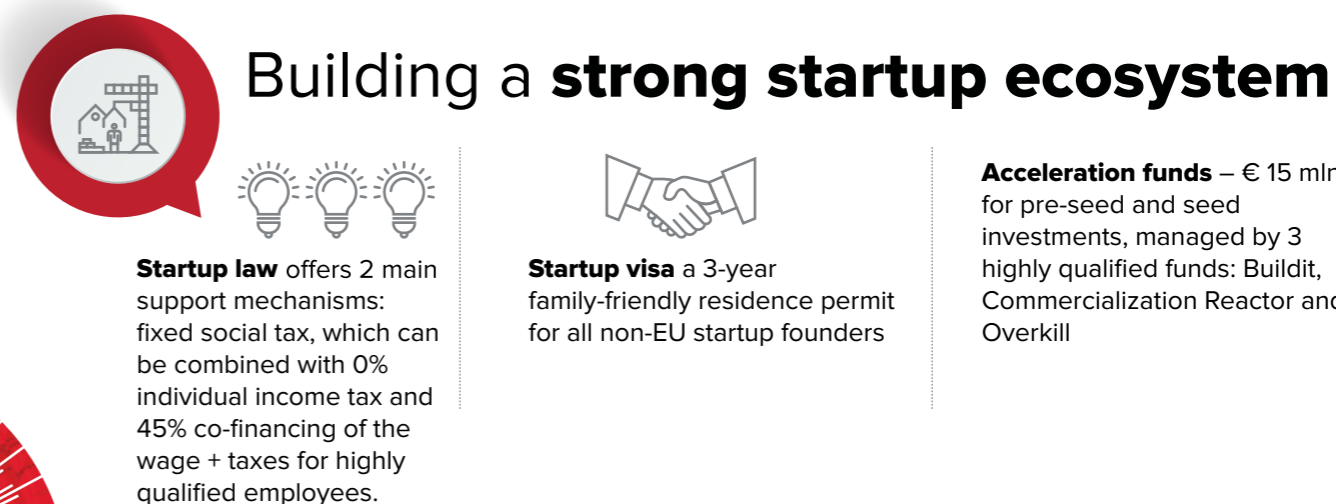 Building a strong startup ecosystem
Startup law offers 2 main
support mechanisms:
fixed social tax, which can
be combined with 0%
individual income tax and
45% co-financing of the
wage + taxes for highly
qualified employees.
Startup visa a 3-year
family-friendly residence permit
for all non-EU startup founders
Acceleration funds – € 15 mln
for pre-seed and seed
investments, managed by 3
highly qualified funds: Buildit,
Commercialization Reactor and
Overkill